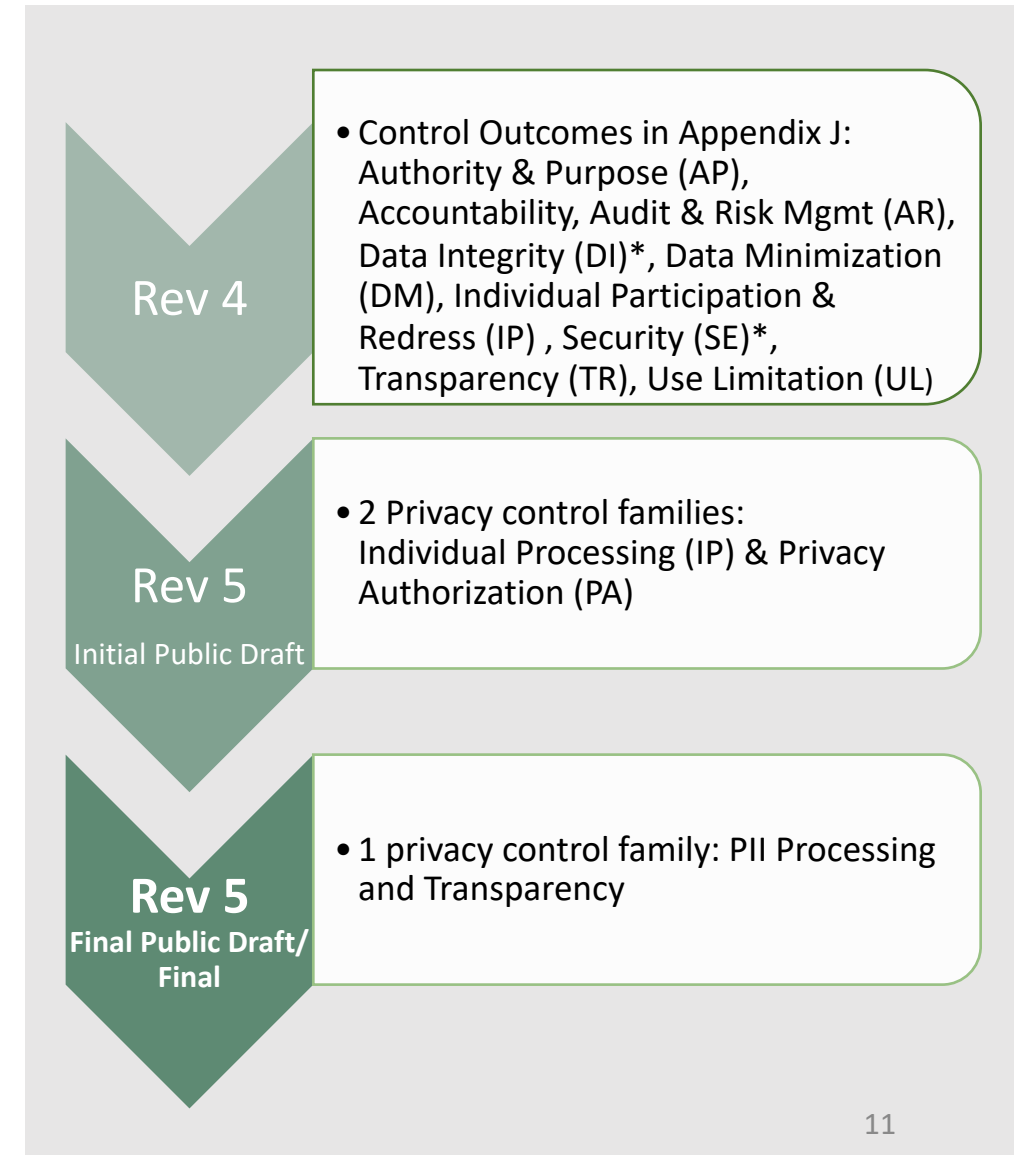 Rev 4
• Control Outcomes in Appendix J:
Authority & Purpose (AP),
Accountability, Audit & Risk Mgmt (AR),
Data Integrity (DI)*, Data Minimization
(DM), Individual Participation &
Redress (IP) , Security (SE)*,
Transparency (TR), Use Limitation (UL)
Rev 5
Initial Public Draft
• 2 Privacy control families:
Individual Processing (IP) & Privacy
Authorization (PA)
Rev 5
Final Public Draft/
Final
• 1 privacy control family: PII Processing
and Transparency
11